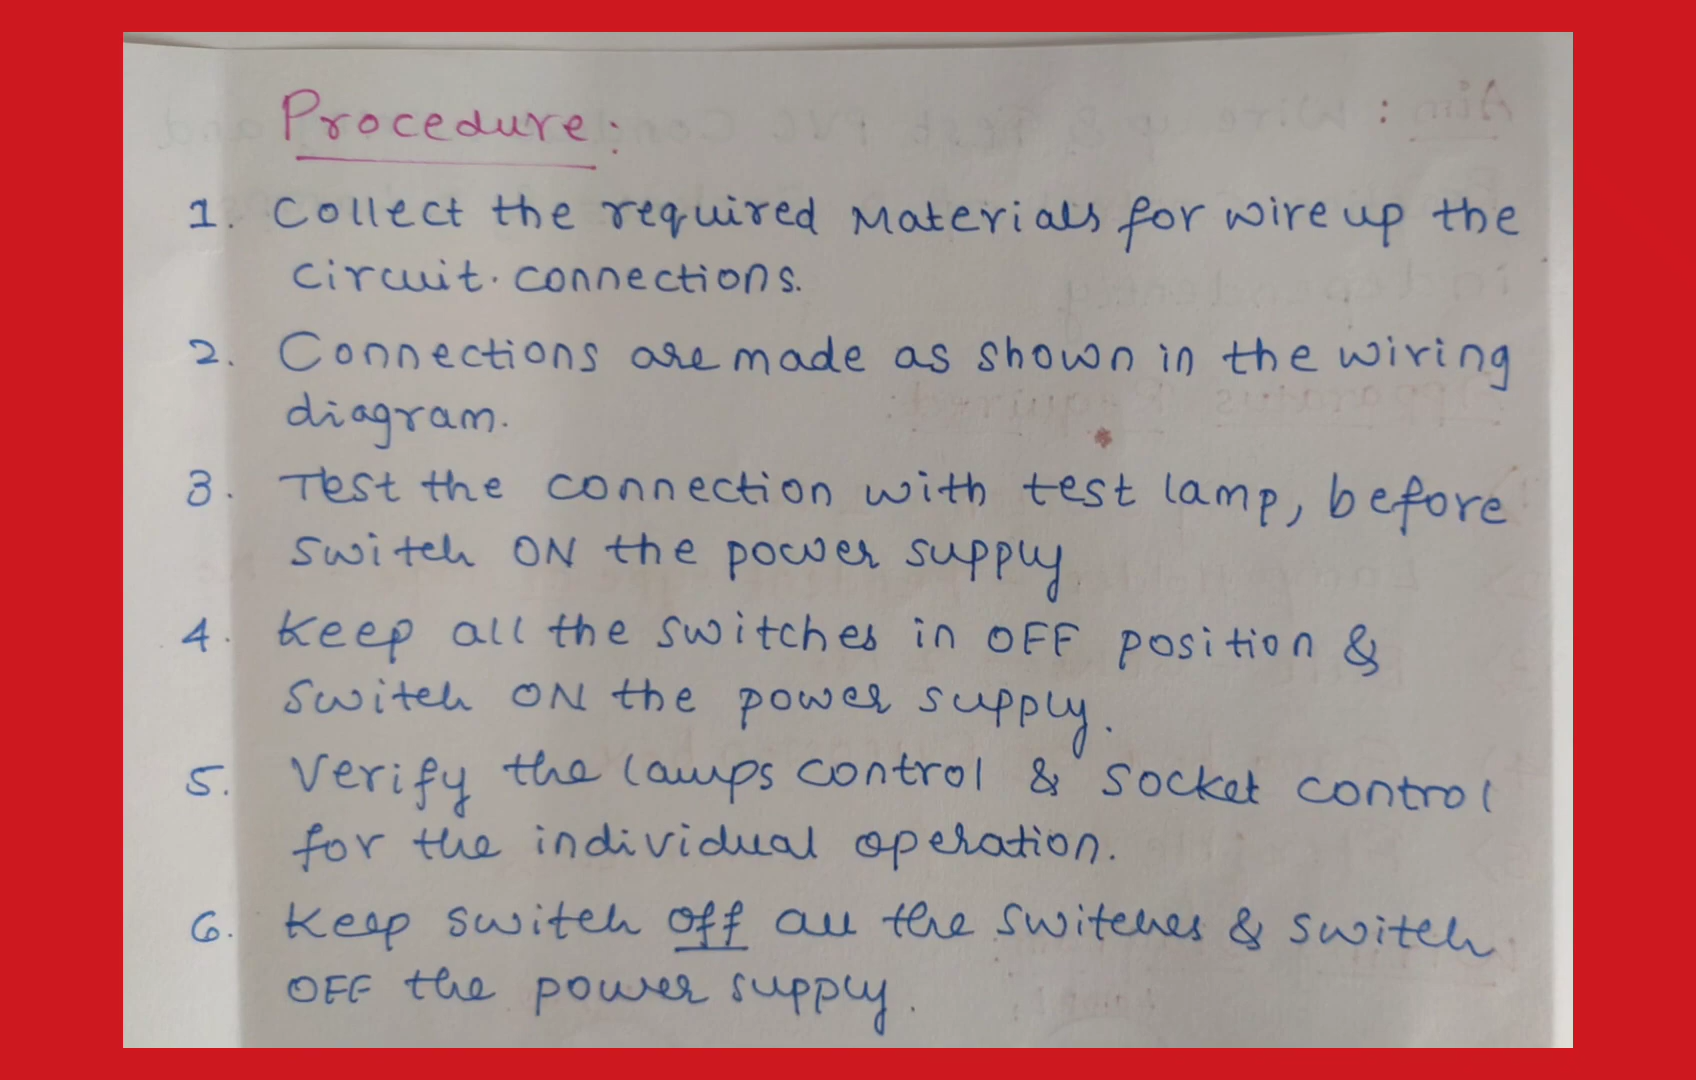 Procedure:
1. Collect the required Materials for wire up the
circuit. connections.
2. Connections are made as shown in the wiring
diagram.
3. Test the connection with test lamp, before
switch ON the power supply
4. Keep all the switches in OFF position &
switch ON the power supply.
5. Verify the lamps control & socket control
for the individual operation.
6. Keep switch off all the switches & switch
OFF the power supply.